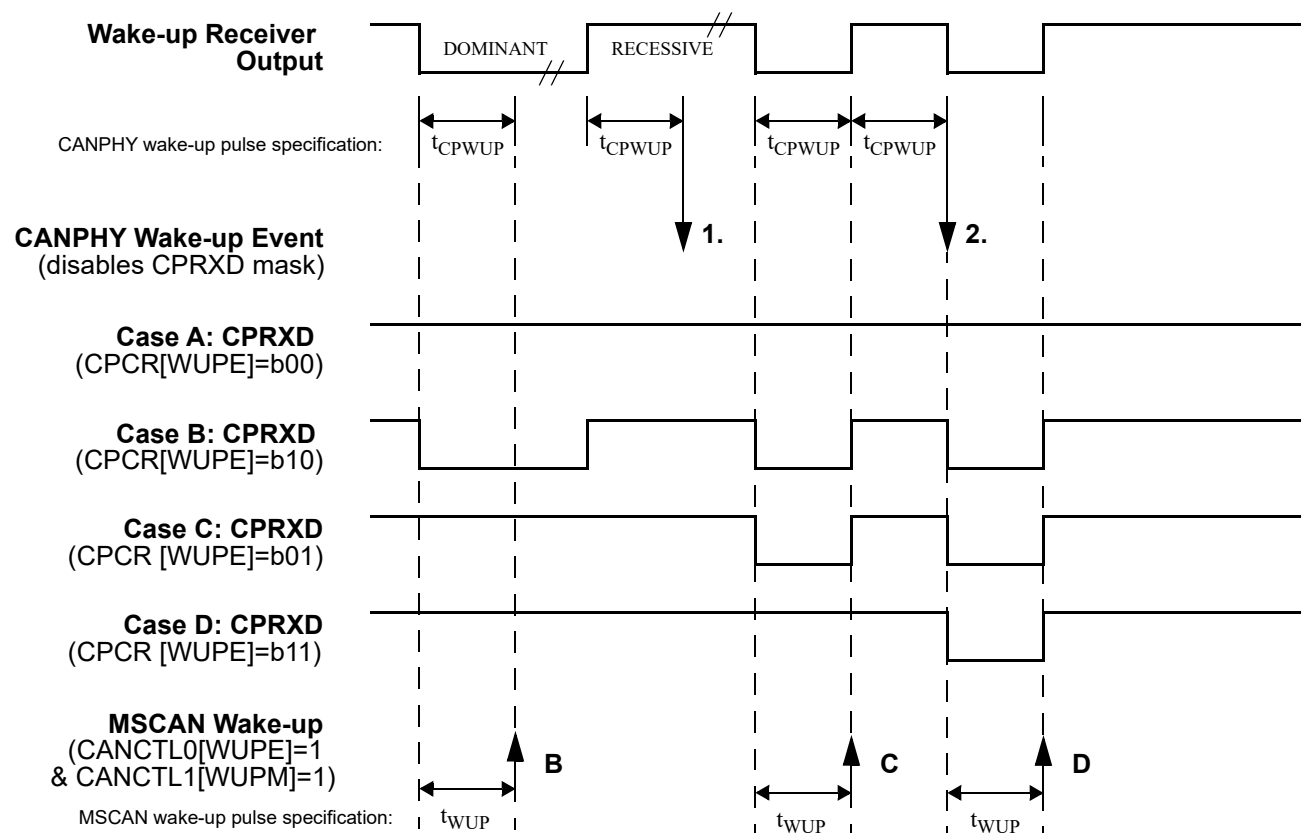 Wake-up Receiver
Output
DOMINANT
RECESSIVE
CANPHY wake-up pulse specification:
tCPWUP
tCPWUP
tCPWUP
tCPWUP
CANPHY Wake-up Event
(disables CPRXD mask)
1.
2.
Case A: CPRXD
(CPCR[WUPE]=b00)
Case B: CPRXD
(CPCR[WUPE]=b10)
Case C: CPRXD
(CPCR [WUPE]=b01)
Case D: CPRXD
(CPCR [WUPE]=b11)
MSCAN Wake-up
(CANCTL0[WUPE]=1
& CANCTL1[WUPM]=1)
B
C
D
MSCAN wake-up pulse specification:
tWUP
tWUP
tWUP